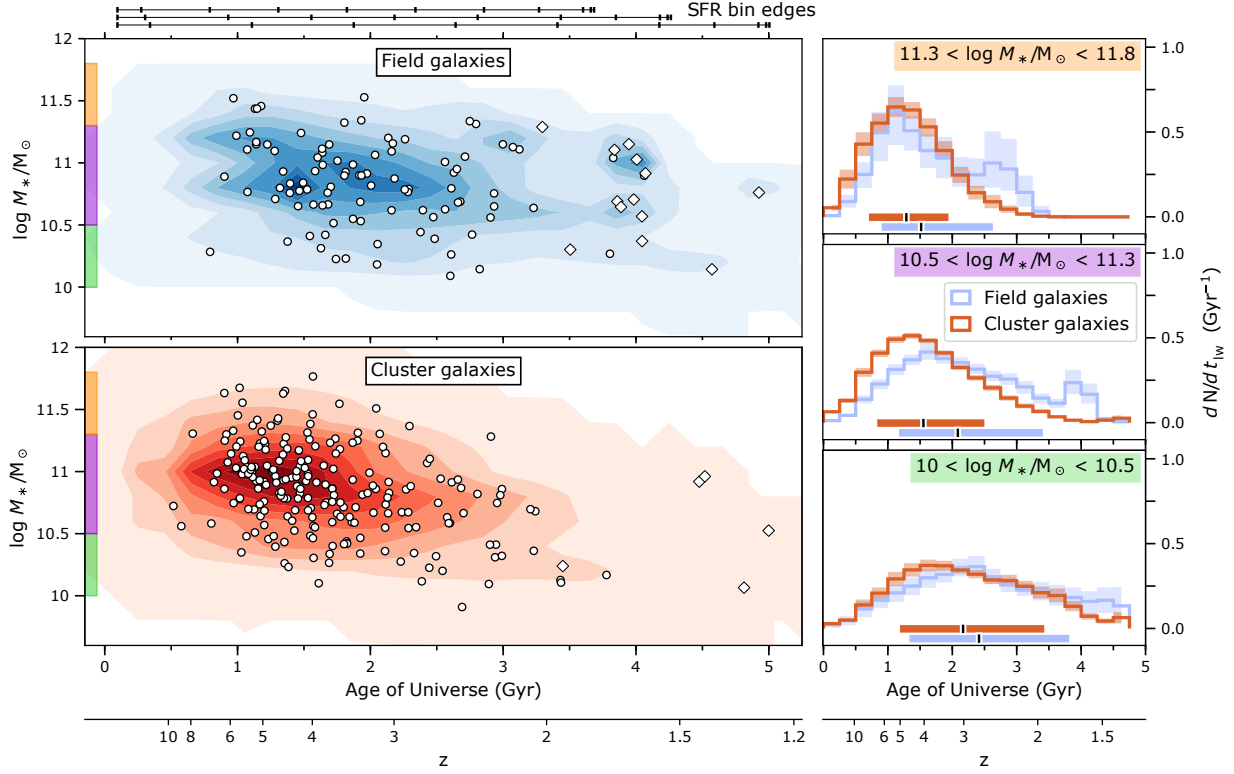 SFR bin edges
Field galaxies
log M∗/M⊙
12
11.5
11
10.5
10
Cluster galaxies
log M∗/M⊙
12
11.5
11
10.5
10
0 1 2 3 4 5
Age of Universe (Gyr)
10 8 6 5 4 3 2 1.5 1.2
z
11.3 < log M∗/M⊙ < 11.8
1.0
0.5
0.0
10.5 < log M∗/M⊙ < 11.3
Field galaxies
Cluster galaxies
1.0
0.5
0.0
10 < log M∗/M⊙ < 10.5
1.0
0.5
0.0
d N/d t_lw (Gyr⁻¹)
0 1 2 3 4 5
Age of Universe (Gyr)
10 6 5 4 3 2 1.5
z